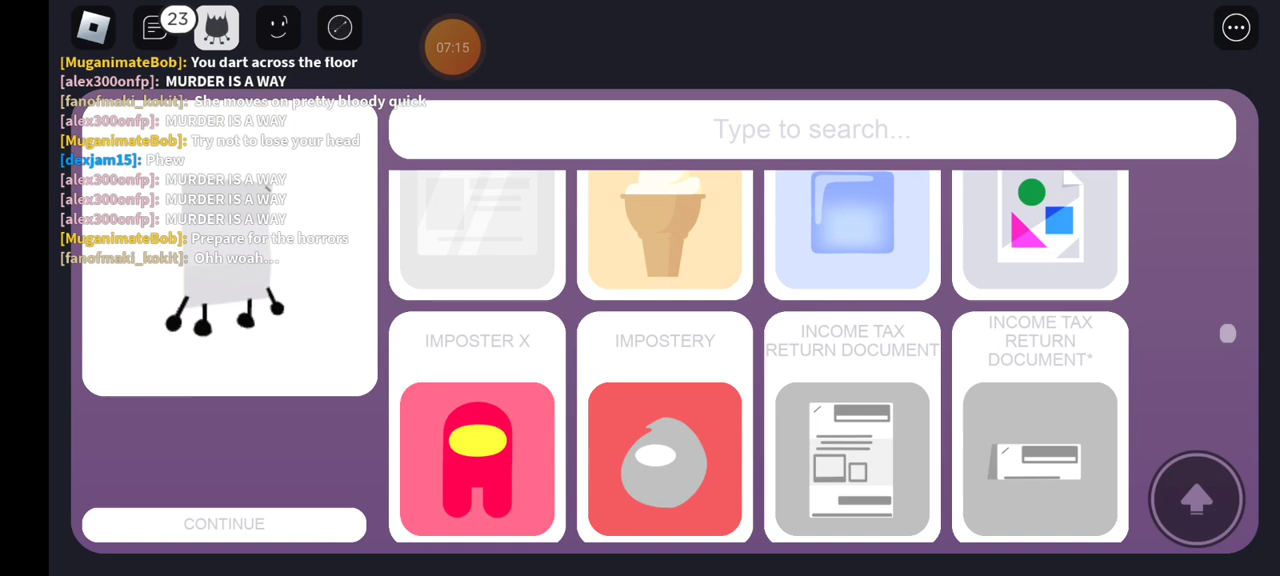 23
07:15
[MuganimateBob]: You dart across the floor
[alex300onfp]: MURDER IS A WAY
[fanofmaki_kokit]: She moves on pretty bloody quick
[alex300onfp]: MURDER IS A WAY
[MuganimateBob]: Try not to lose your head
[dexjam15]: Phew
[alex300onfp]: MURDER IS A WAY
[alex300onfp]: MURDER IS A WAY
[alex300onfp]: MURDER IS A WAY
[MuganimateBob]: Prepare for the horrors
[fanofmaki_kokit]: Ohh woah...
Type to search...
IMPOSTER X
IMPOSTERY
INCOME TAX
RETURN DOCUMENT
INCOME TAX
RETURN
DOCUMENT*
CONTINUE